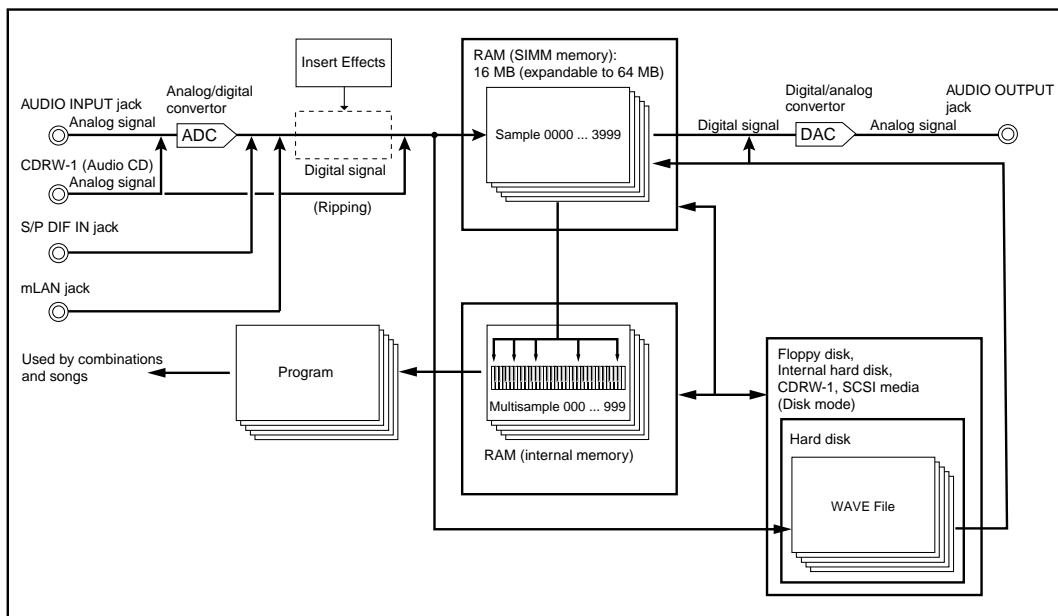 Insert Effects
RAM (SIMM memory):
16 MB (expandable to 64 MB)
Sample 0000 ... 3999
AUDIO INPUT jack
Analog signal
Analog/digital
convertor
ADC
Digital signal
(Ripping)
CDRW-1 (Audio CD)
Analog signal
S/P DIF IN jack
mLAN jack
Digital signal
Digital/analog
convertor
DAC
Analog signal
AUDIO OUTPUT
jack
Used by combinations
and songs
Program
Multisample 000 ... 999
RAM (internal memory)
Floppy disk,
Internal hard disk,
CDRW-1, SCSI media
(Disk mode)
Hard disk
WAVE File